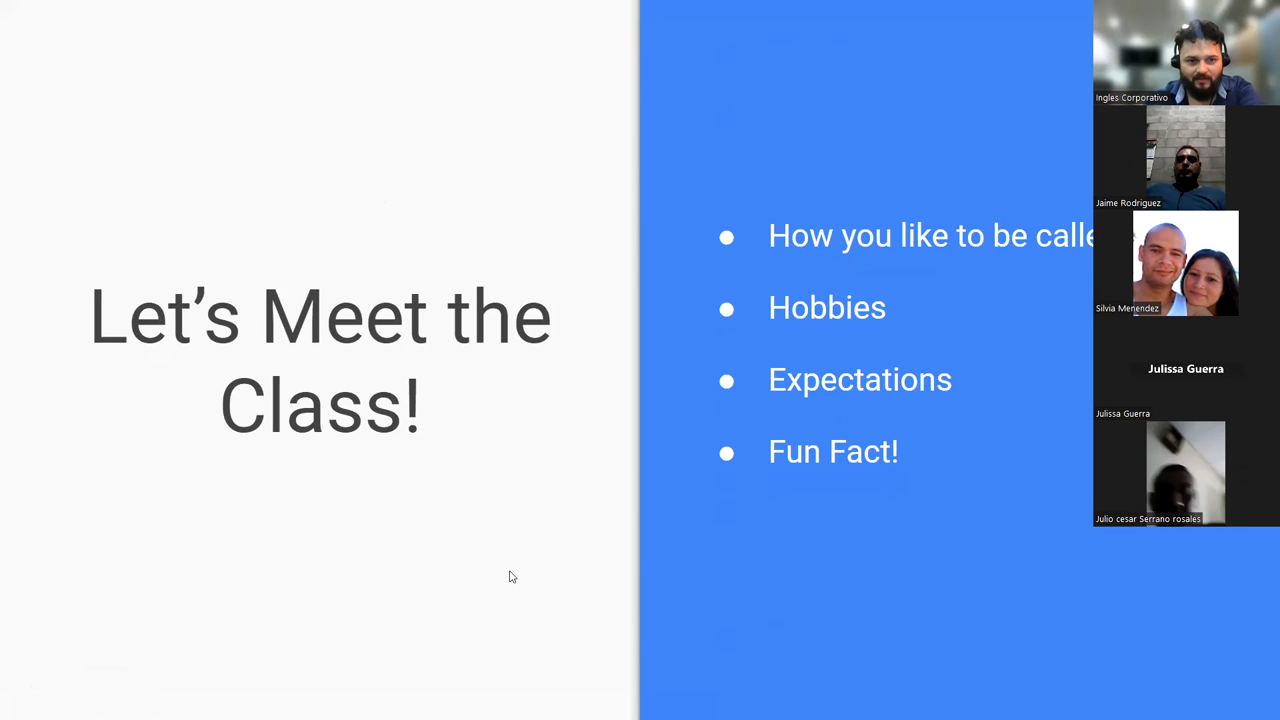 Let's Meet the
Class!
How you like to be calle
Hobbies
Expectations
Fun Fact!
Ingles Corporativo
Jaime Rodriguez
Silvia Menendez
Julissa Guerra
Julissa Guerra
Julio cesar Serrano rosales